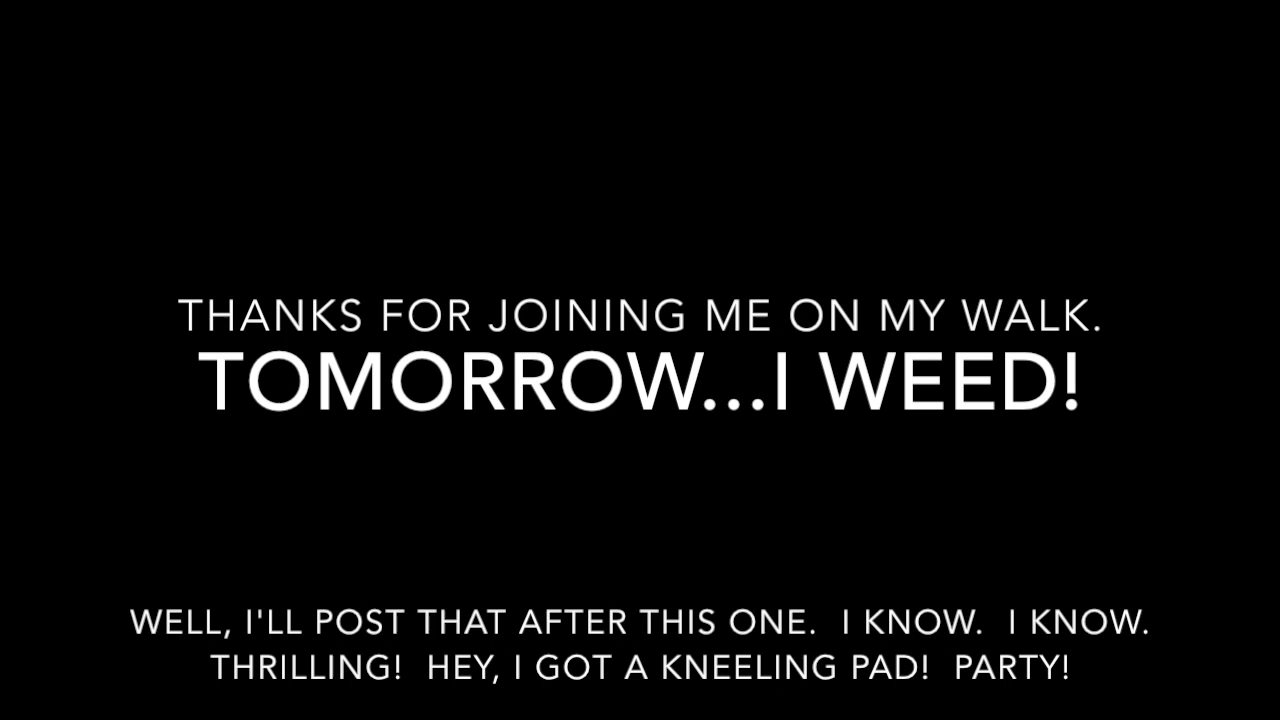 THANKS FOR JOINING ME ON MY WALK.
TOMORROW...I WEED!
WELL, I'LL POST THAT AFTER THIS ONE.  I KNOW.  I KNOW.
THRILLING!  HEY, I GOT A KNEELING PAD!  PARTY!